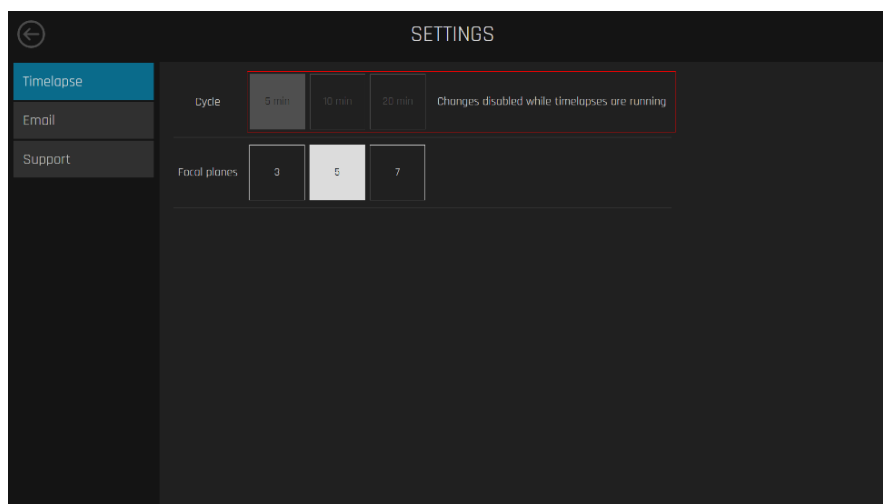 SETTINGS
Timelapse
Email
Support
Cycle 5 min 10 min 20 min Changes disabled while timelapses are running
Focal planes 3 5 7